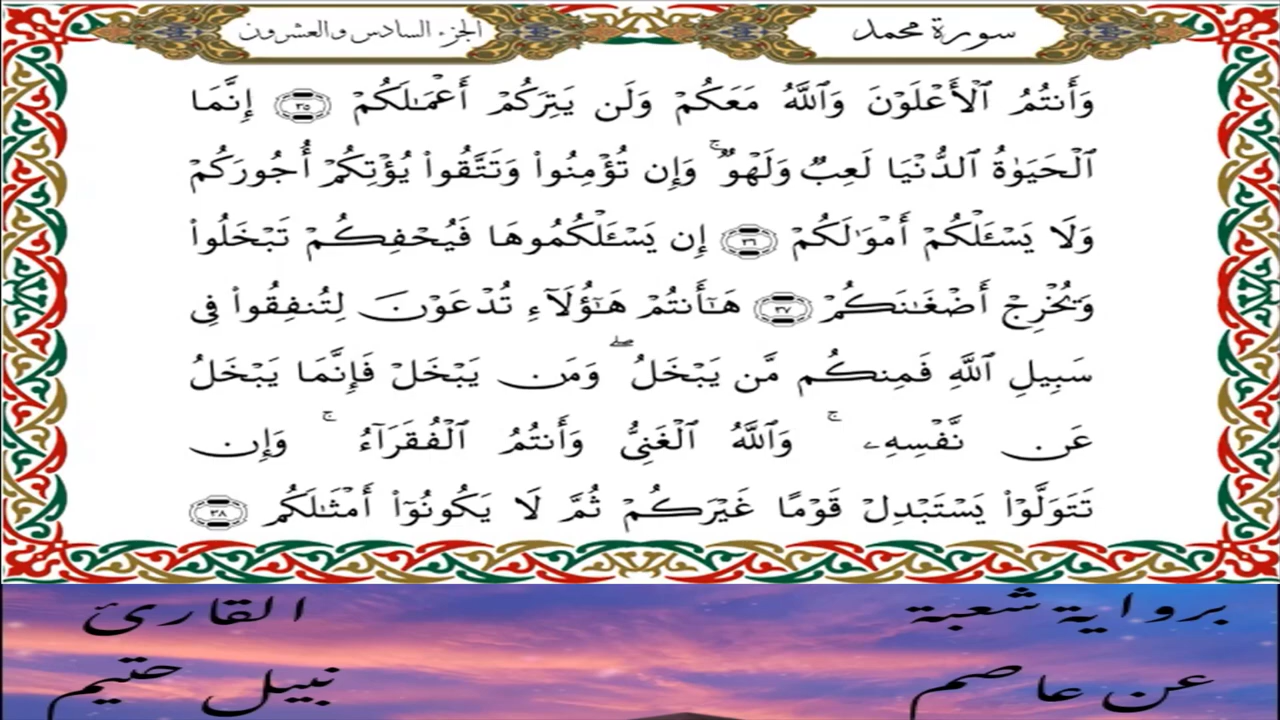 سورة محمد الجزء السادس والعشرون
وَأَنتُمُ ٱلْأَعْلَوْنَ وَٱللَّهُ مَعَكُمْ وَلَن يَتِرَكُمْ أَعْمَٰلَكُمْ ٣٥ إِنَّمَا
ٱلْحَيَوٰةُ ٱلدُّنْيَا لَعِبٌ وَلَهْوٌ ۚ وَإِن تُؤْمِنُوا۟ وَتَتَّقُوا۟ يُؤْتِكُمْ أُجُورَكُمْ
وَلَا يَسْـَٔلْكُمْ أَمْوَٰلَكُمْ ٣٦ إِن يَسْـَٔلْكُمُوهَا فَيُحْفِكُمْ تَبْخَلُوا۟
وَيُخْرِجْ أَضْغَٰنَكُمْ ٣٧ هَٰٓأَنتُمْ هَٰٓؤُلَآءِ تُدْعَوْنَ لِتُنفِقُوا۟ فِى
سَبِيلِ ٱللَّهِ فَمِنكُم مَّن يَبْخَلُ ۖ وَمَن يَبْخَلْ فَإِنَّمَا يَبْخَلُ
عَن نَّفْسِهِۦ ۚ وَٱللَّهُ ٱلْغَنِىُّ وَأَنتُمُ ٱلْفُقَرَآءُ ۚ وَإِن
تَتَوَلَّوْا۟ يَسْتَبْدِلْ قَوْمًا غَيْرَكُمْ ثُمَّ لَا يَكُونُوٓا۟ أَمْثَٰلَكُم ٣٨
برواية شعبة القارئ
عن عاصم نبيل حتيم